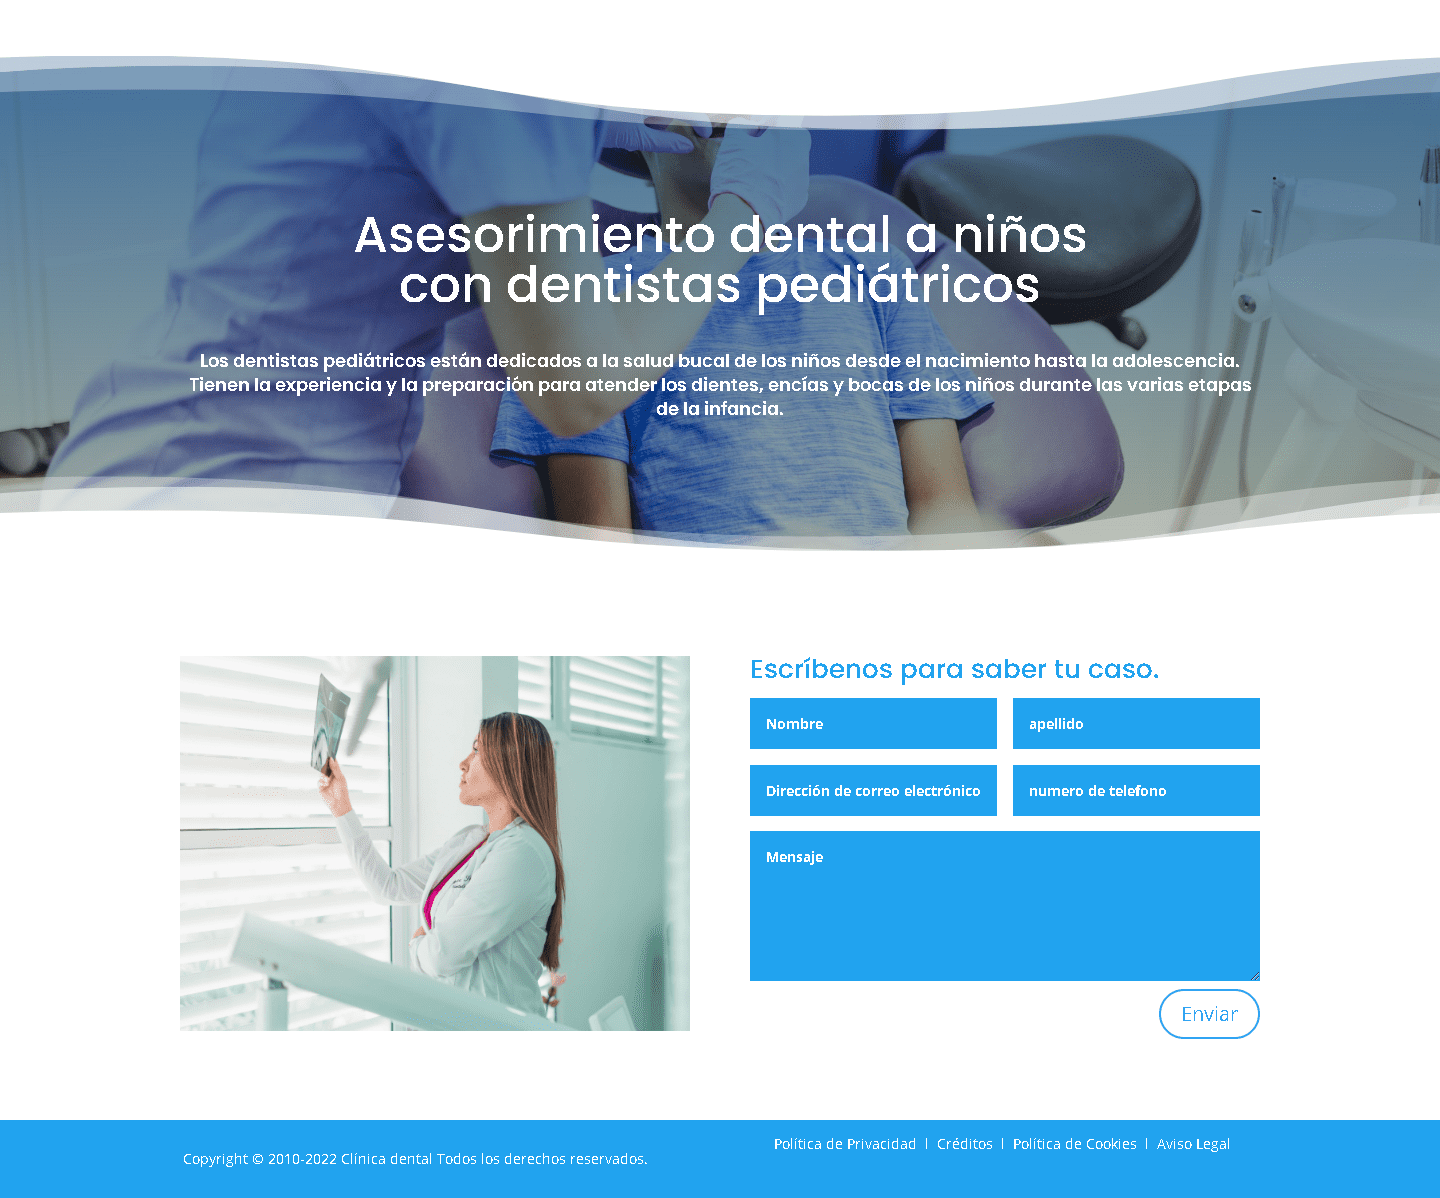 Asesorimiento dental a niños
con dentistas pediátricos
Los dentistas pediátricos están dedicados a la salud bucal de los niños desde el nacimiento hasta la adolescencia.
Tienen la experiencia y la preparación para atender los dientes, encías y bocas de los niños durante las varias etapas
de la infancia.
Escríbenos para saber tu caso.
Nombre
apellido
Dirección de correo electrónico
numero de telefono
Mensaje
Enviar
Política de Privacidad | Créditos | Política de Cookies | Aviso Legal
Copyright © 2010-2022 Clínica dental Todos los derechos reservados.